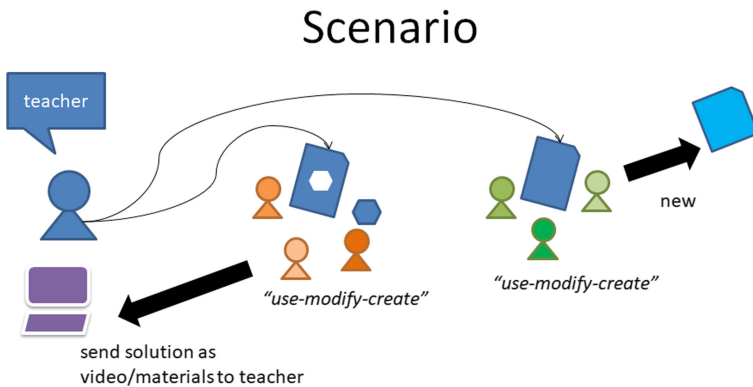 Scenario
teacher
new
"use-modify-create"
"use-modify-create"
send solution as
video/materials to teacher